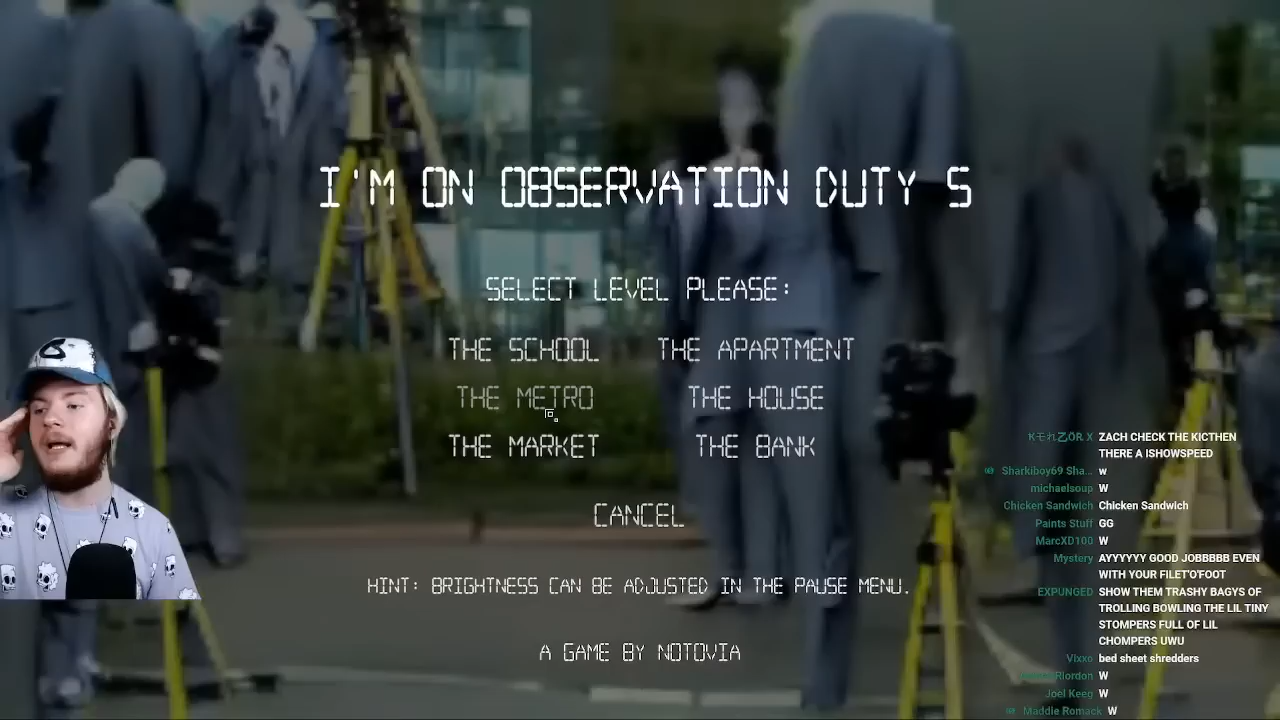 I'M ON OBSERVATION DUTY 5
SELECT LEVEL PLEASE:
THE SCHOOL THE APARTMENT
THE METRO THE HOUSE
THE MARKET THE BANK
CANCEL
HINT: BRIGHTNESS CAN BE ADJUSTED IN THE PAUSE MENU.
A GAME BY NOTOVIA
ZACH CHECK THE KICTHEN
THERE A ISHOWSPEED
Sharkiboy69 Sha... w
michaelsoup W
Chicken Sandwich Chicken Sandwich
Paints Stuff GG
MarcXD100 W
Mystery AYYYYYY GOOD JOBBBBB EVEN
WITH YOUR FILET'O'FOOT
EXPUNGED SHOW THEM TRASHY BAGYS OF
TROLLING BOWLING THE LIL TINY
STOMPERS FULL OF LIL
CHOMPERS UWU
Vixxo bed sheet shredders
Riordon W
Joel Keeg W
Maddie Romack W